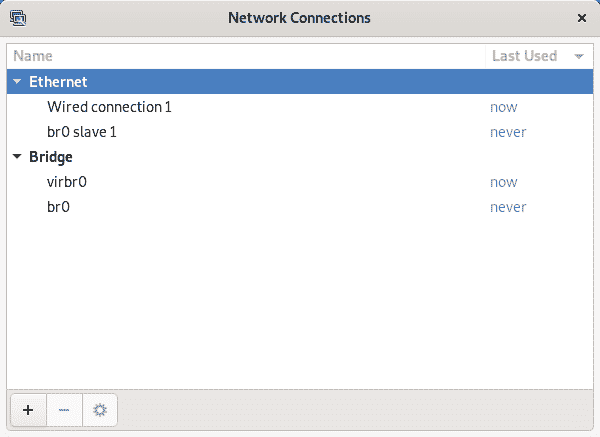 Network Connections
Name Last Used
Ethernet
Wired connection 1 now
br0 slave 1 never
Bridge
virbr0 now
br0 never